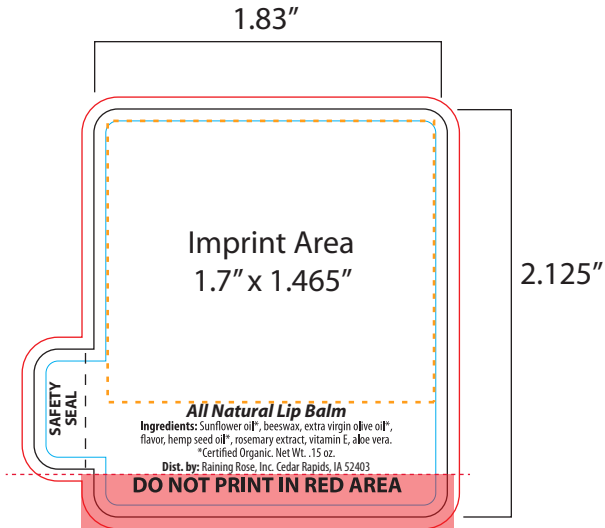 1.83”
Imprint Area
1.7” x 1.465”
2.125”
SAFETY
SEAL
All Natural Lip Balm
Ingredients: Sunflower oil*, beeswax, extra virgin olive oil*,
flavor, hemp seed oil*, rosemary extract, vitamin E, aloe vera.
*Certified Organic. Net Wt. .15 oz.
Dist. by: Raining Rose, Inc. Cedar Rapids, IA 52403
DO NOT PRINT IN RED AREA